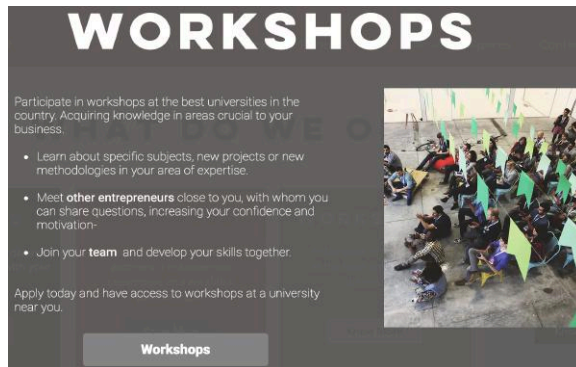 WORKSHOPS
Participate in workshops at the best universities in the
country. Acquiring knowledge in areas crucial to your
business.
WHAT DO WE O
• Learn about specific subjects, new projects or new
methodologies in your area of expertise.
• Meet other entrepreneurs close to you, with whom you
can share questions, increasing your confidence and
motivation-
• Join your team and develop your skills together.
Apply today and have access to workshops at a university
near you.
Workshops